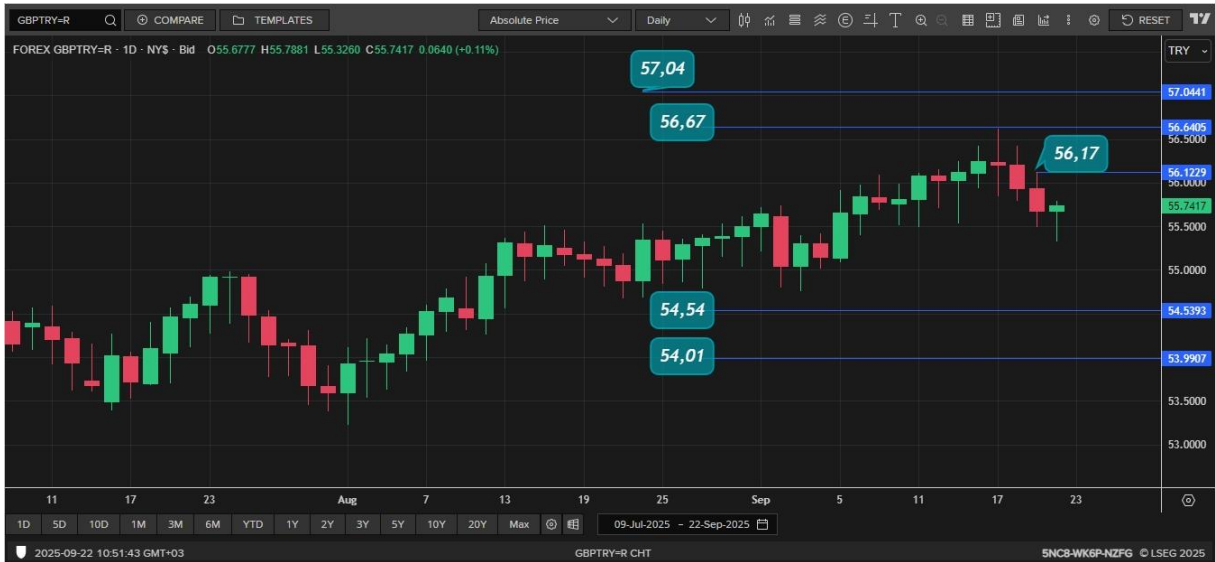 GBPTRY=R COMPARE TEMPLATES Absolute Price Daily E T RESET
FOREX GBPTRY=R · 1D · NY$ · Bid O55.6777 H55.7881 L55.3260 C55.7417 0.0640 (+0.11%)
TRY
57,04
57.0441
56,67
56.6405
56.5000
56,17
56.1229
56.0000
55.7417
55.5000
55.0000
54,54
54.5393
54,01
53.9907
53.5000
53.0000
11 17 23 Aug 7 13 19 25 Sep 5 11 17 23
1D 5D 10D 1M 3M 6M YTD 1Y 2Y 3Y 5Y 10Y 20Y Max 09-Jul-2025 - 22-Sep-2025
2025-09-22 10:51:43 GMT+03 GBPTRY=R CHT 5NC8-WK6P-NZFG © LSEG 2025